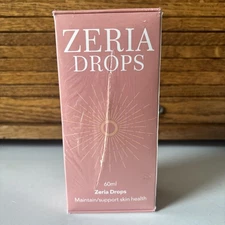 ZERIA
DROPS
60ml
Zeria Drops
Maintain/support skin health